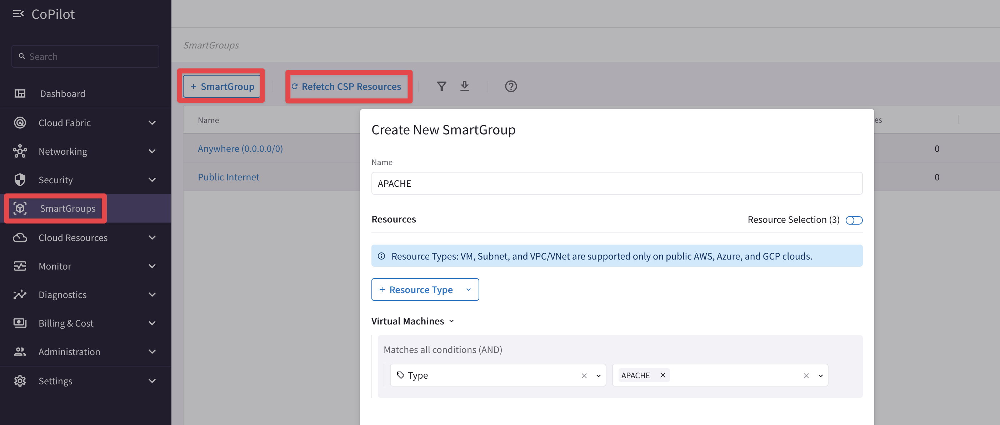 CoPilot
Search
Dashboard
Cloud Fabric
Networking
Security
SmartGroups
Cloud Resources
Monitor
Diagnostics
Billing & Cost
Administration
Settings
SmartGroups
+ SmartGroup
Refetch CSP Resources
Name
es
Anywhere (0.0.0.0/0)
0
Public Internet
0
Create New SmartGroup
Name
APACHE
Resources
Resource Selection (3)
Resource Types: VM, Subnet, and VPC/VNet are supported only on public AWS, Azure, and GCP clouds.
+ Resource Type
Virtual Machines
Matches all conditions (AND)
Type
APACHE